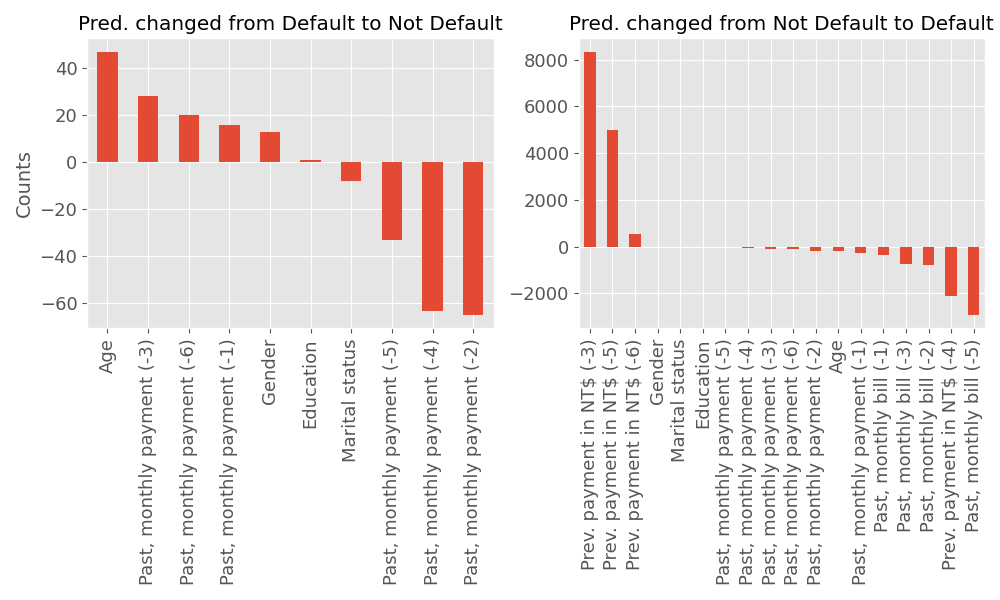 Pred. changed from Default to Not Default
Counts
40
20
0
−20
−40
−60
Age
Past, monthly payment (-3)
Past, monthly payment (-6)
Past, monthly payment (-1)
Gender
Education
Marital status
Past, monthly payment (-5)
Past, monthly payment (-4)
Past, monthly payment (-2)
Pred. changed from Not Default to Default
8000
6000
4000
2000
0
−2000
Prev. payment in NT$ (-3)
Prev. payment in NT$ (-5)
Prev. payment in NT$ (-6)
Gender
Marital status
Education
Past, monthly payment (-5)
Past, monthly payment (-4)
Past, monthly payment (-3)
Past, monthly payment (-6)
Past, monthly payment (-2)
Age
Past, monthly payment (-1)
Past, monthly bill (-1)
Past, monthly bill (-3)
Past, monthly bill (-2)
Prev. payment in NT$ (-4)
Past, monthly bill (-5)